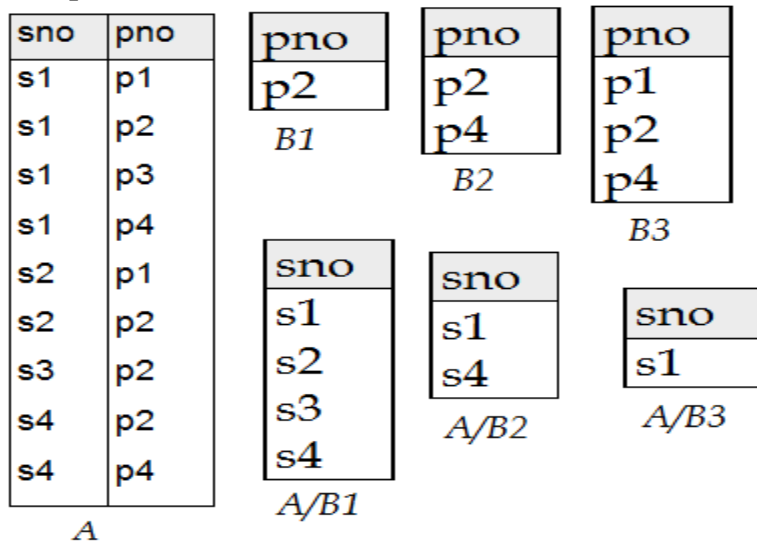 sno pno
s1 p1
s1 p2
s1 p3
s1 p4
s2 p1
s2 p2
s3 p2
s4 p2
s4 p4
A
pno
p2
B1
pno
p2
p4
B2
pno
p1
p2
p4
B3
sno
s1
s2
s3
s4
A/B1
sno
s1
s4
A/B2
sno
s1
A/B3